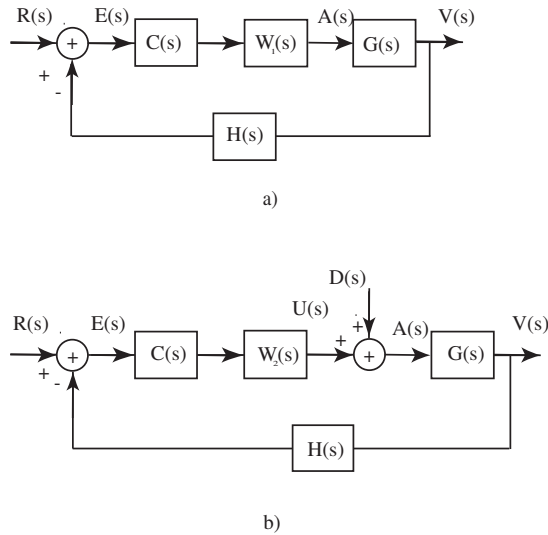 R(s) E(s) A(s) V(s)
+ C(s) W₁(s) G(s)
+
-
H(s)
a)
D(s)
U(s)
R(s) E(s) + A(s) V(s)
+
+ C(s) W₂(s) + G(s)
+ -
H(s)
b)